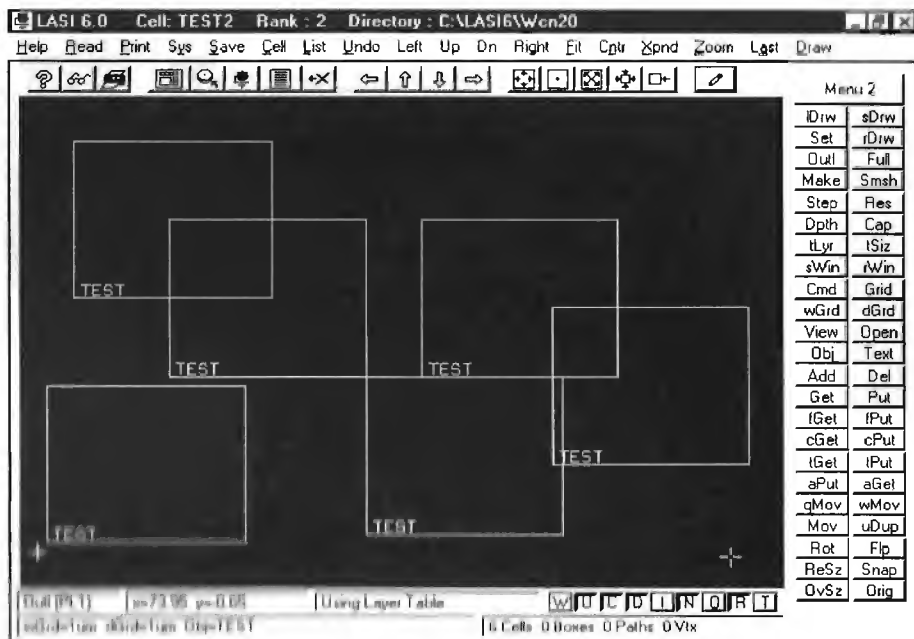 LASI 6.0 Cell: TEST2 Rank : 2 Directory : C:\LASI6\Wcn20
Help Read Print Sys Save Cell List Undo Left Up Dn Right Fit Cntr Xpnd Zoom Last Draw
Menu 2
lDrw sDrw
Set rDrw
Outl Full
Make Smsh
Step Res
Dpth Cap
tLyr tSiz
sWin rWin
Cmd Grid
wGrd dGrd
View Open
Obj Text
Add Del
Get Put
fGet fPut
cGet cPut
tGet tPut
aPut aGet
qMov wMov
Mov uDup
Rot Flp
ReSz Snap
OvSz Orig
TEST
TEST
TEST
TEST
TEST
TEST
Using Layer Table
W U C D I N Q R T
Obj=TEST
6 Cells 0 Boxes 0 Paths 0 Vtx